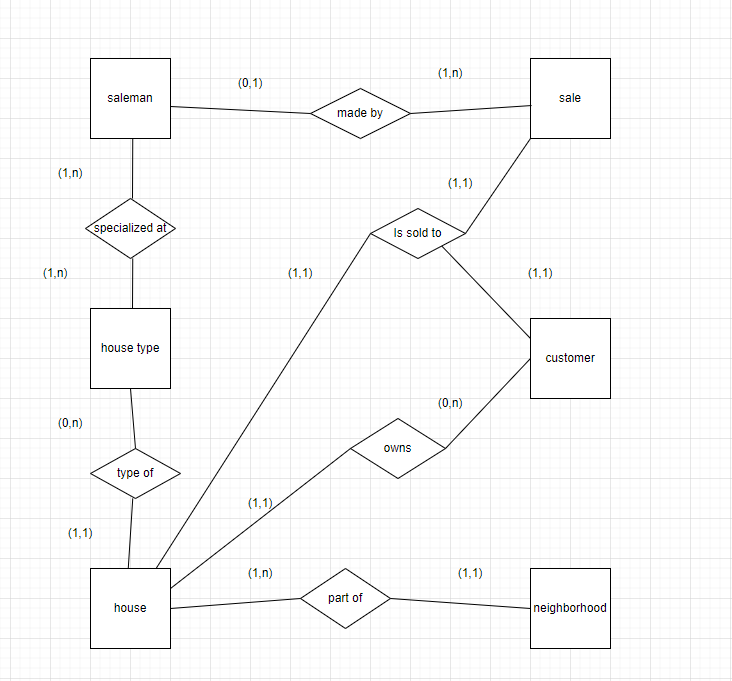 (0,1)
(1,n)
saleman
made by
sale
(1,n)
(1,1)
specialized at
Is sold to
(1,n)
(1,1)
(1,1)
house type
customer
(0,n)
(0,n)
owns
type of
(1,1)
(1,1)
(1,n)
(1,1)
house
part of
neighborhood